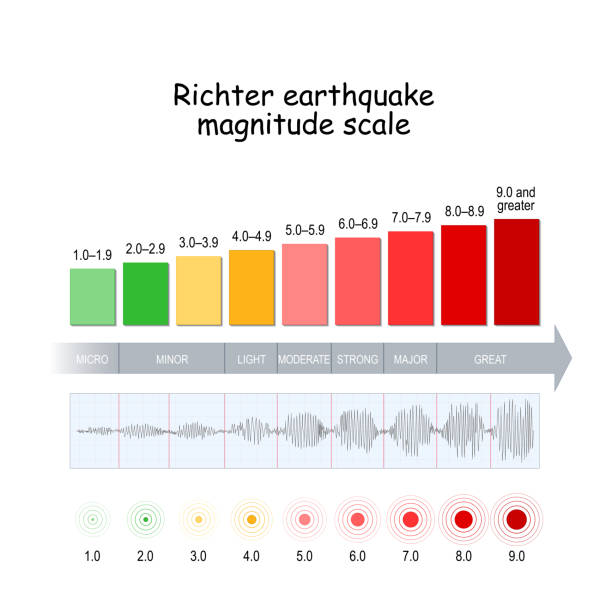 Richter earthquake
magnitude scale
1.0–1.9
2.0–2.9
3.0–3.9
4.0–4.9
5.0–5.9
6.0–6.9
7.0–7.9
8.0–8.9
9.0 and
greater
MICRO
MINOR
LIGHT
MODERATE
STRONG
MAJOR
GREAT
1.0
2.0
3.0
4.0
5.0
6.0
7.0
8.0
9.0